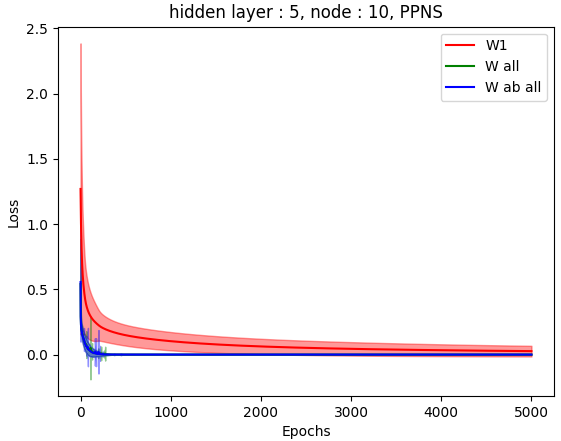 hidden layer : 5, node : 10, PPNS
W1
W all
W ab all
2.5
2.0
1.5
1.0
0.5
0.0
Loss
0 1000 2000 3000 4000 5000
Epochs